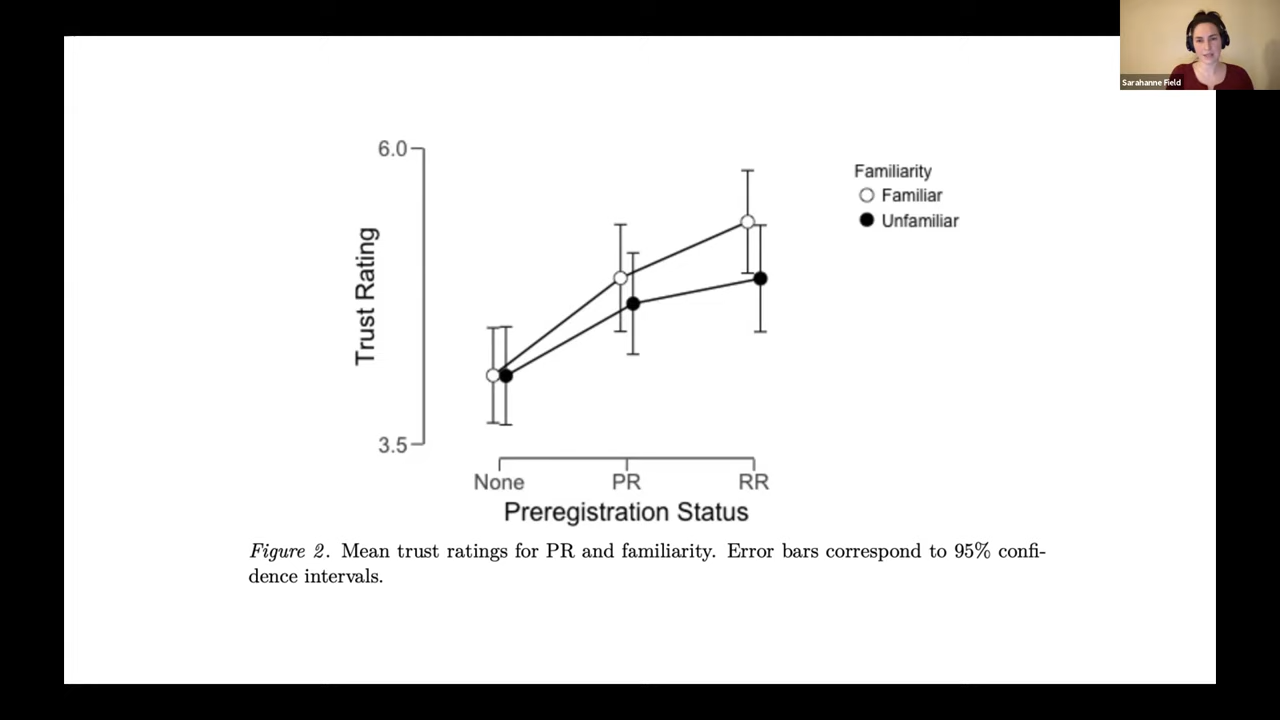 Sarahanne Field
6.0
Trust Rating
3.5
Familiarity
Familiar
Unfamiliar
None PR RR
Preregistration Status
Figure 2. Mean trust ratings for PR and familiarity. Error bars correspond to 95% confi-
dence intervals.